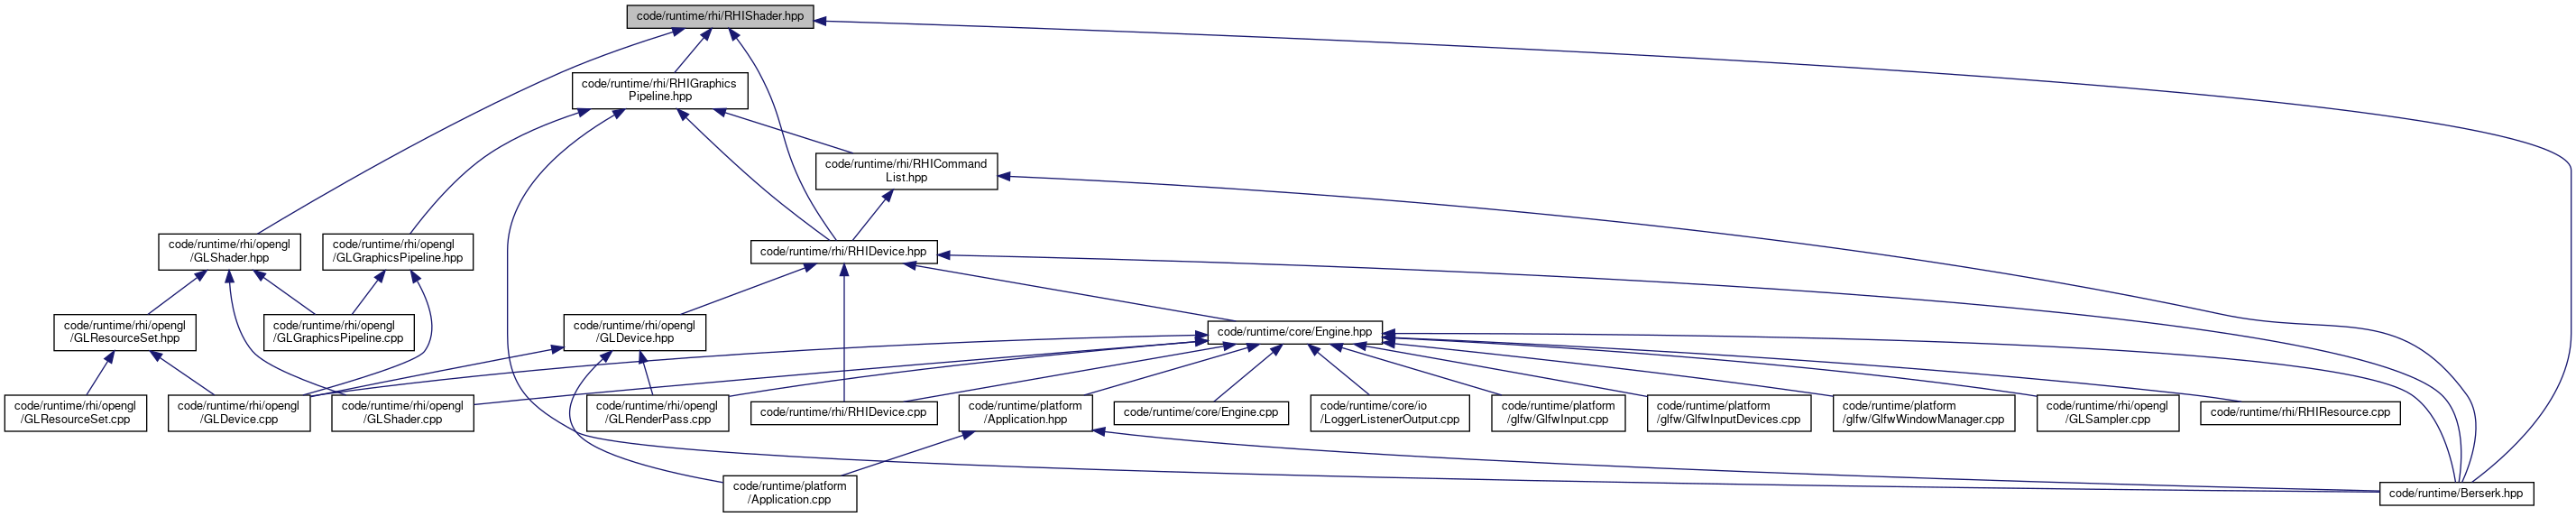 code/runtime/rhi/RHIShader.hpp
code/runtime/rhi/RHIGraphics
Pipeline.hpp
code/runtime/rhi/RHICommand
List.hpp
code/runtime/rhi/opengl
/GLShader.hpp
code/runtime/rhi/opengl
/GLGraphicsPipeline.hpp
code/runtime/rhi/RHIDevice.hpp
code/runtime/rhi/opengl
/GLResourceSet.hpp
code/runtime/rhi/opengl
/GLGraphicsPipeline.cpp
code/runtime/rhi/opengl
/GLDevice.hpp
code/runtime/core/Engine.hpp
code/runtime/rhi/opengl
/GLResourceSet.cpp
code/runtime/rhi/opengl
/GLDevice.cpp
code/runtime/rhi/opengl
/GLShader.cpp
code/runtime/rhi/opengl
/GLRenderPass.cpp
code/runtime/rhi/RHIDevice.cpp
code/runtime/platform
/Application.hpp
code/runtime/core/Engine.cpp
code/runtime/core/io
/LoggerListenerOutput.cpp
code/runtime/platform
/glfw/GlfwInput.cpp
code/runtime/platform
/glfw/GlfwInputDevices.cpp
code/runtime/platform
/glfw/GlfwWindowManager.cpp
code/runtime/rhi/opengl
/GLSampler.cpp
code/runtime/rhi/RHIResource.cpp
code/runtime/platform
/Application.cpp
code/runtime/Berserk.hpp